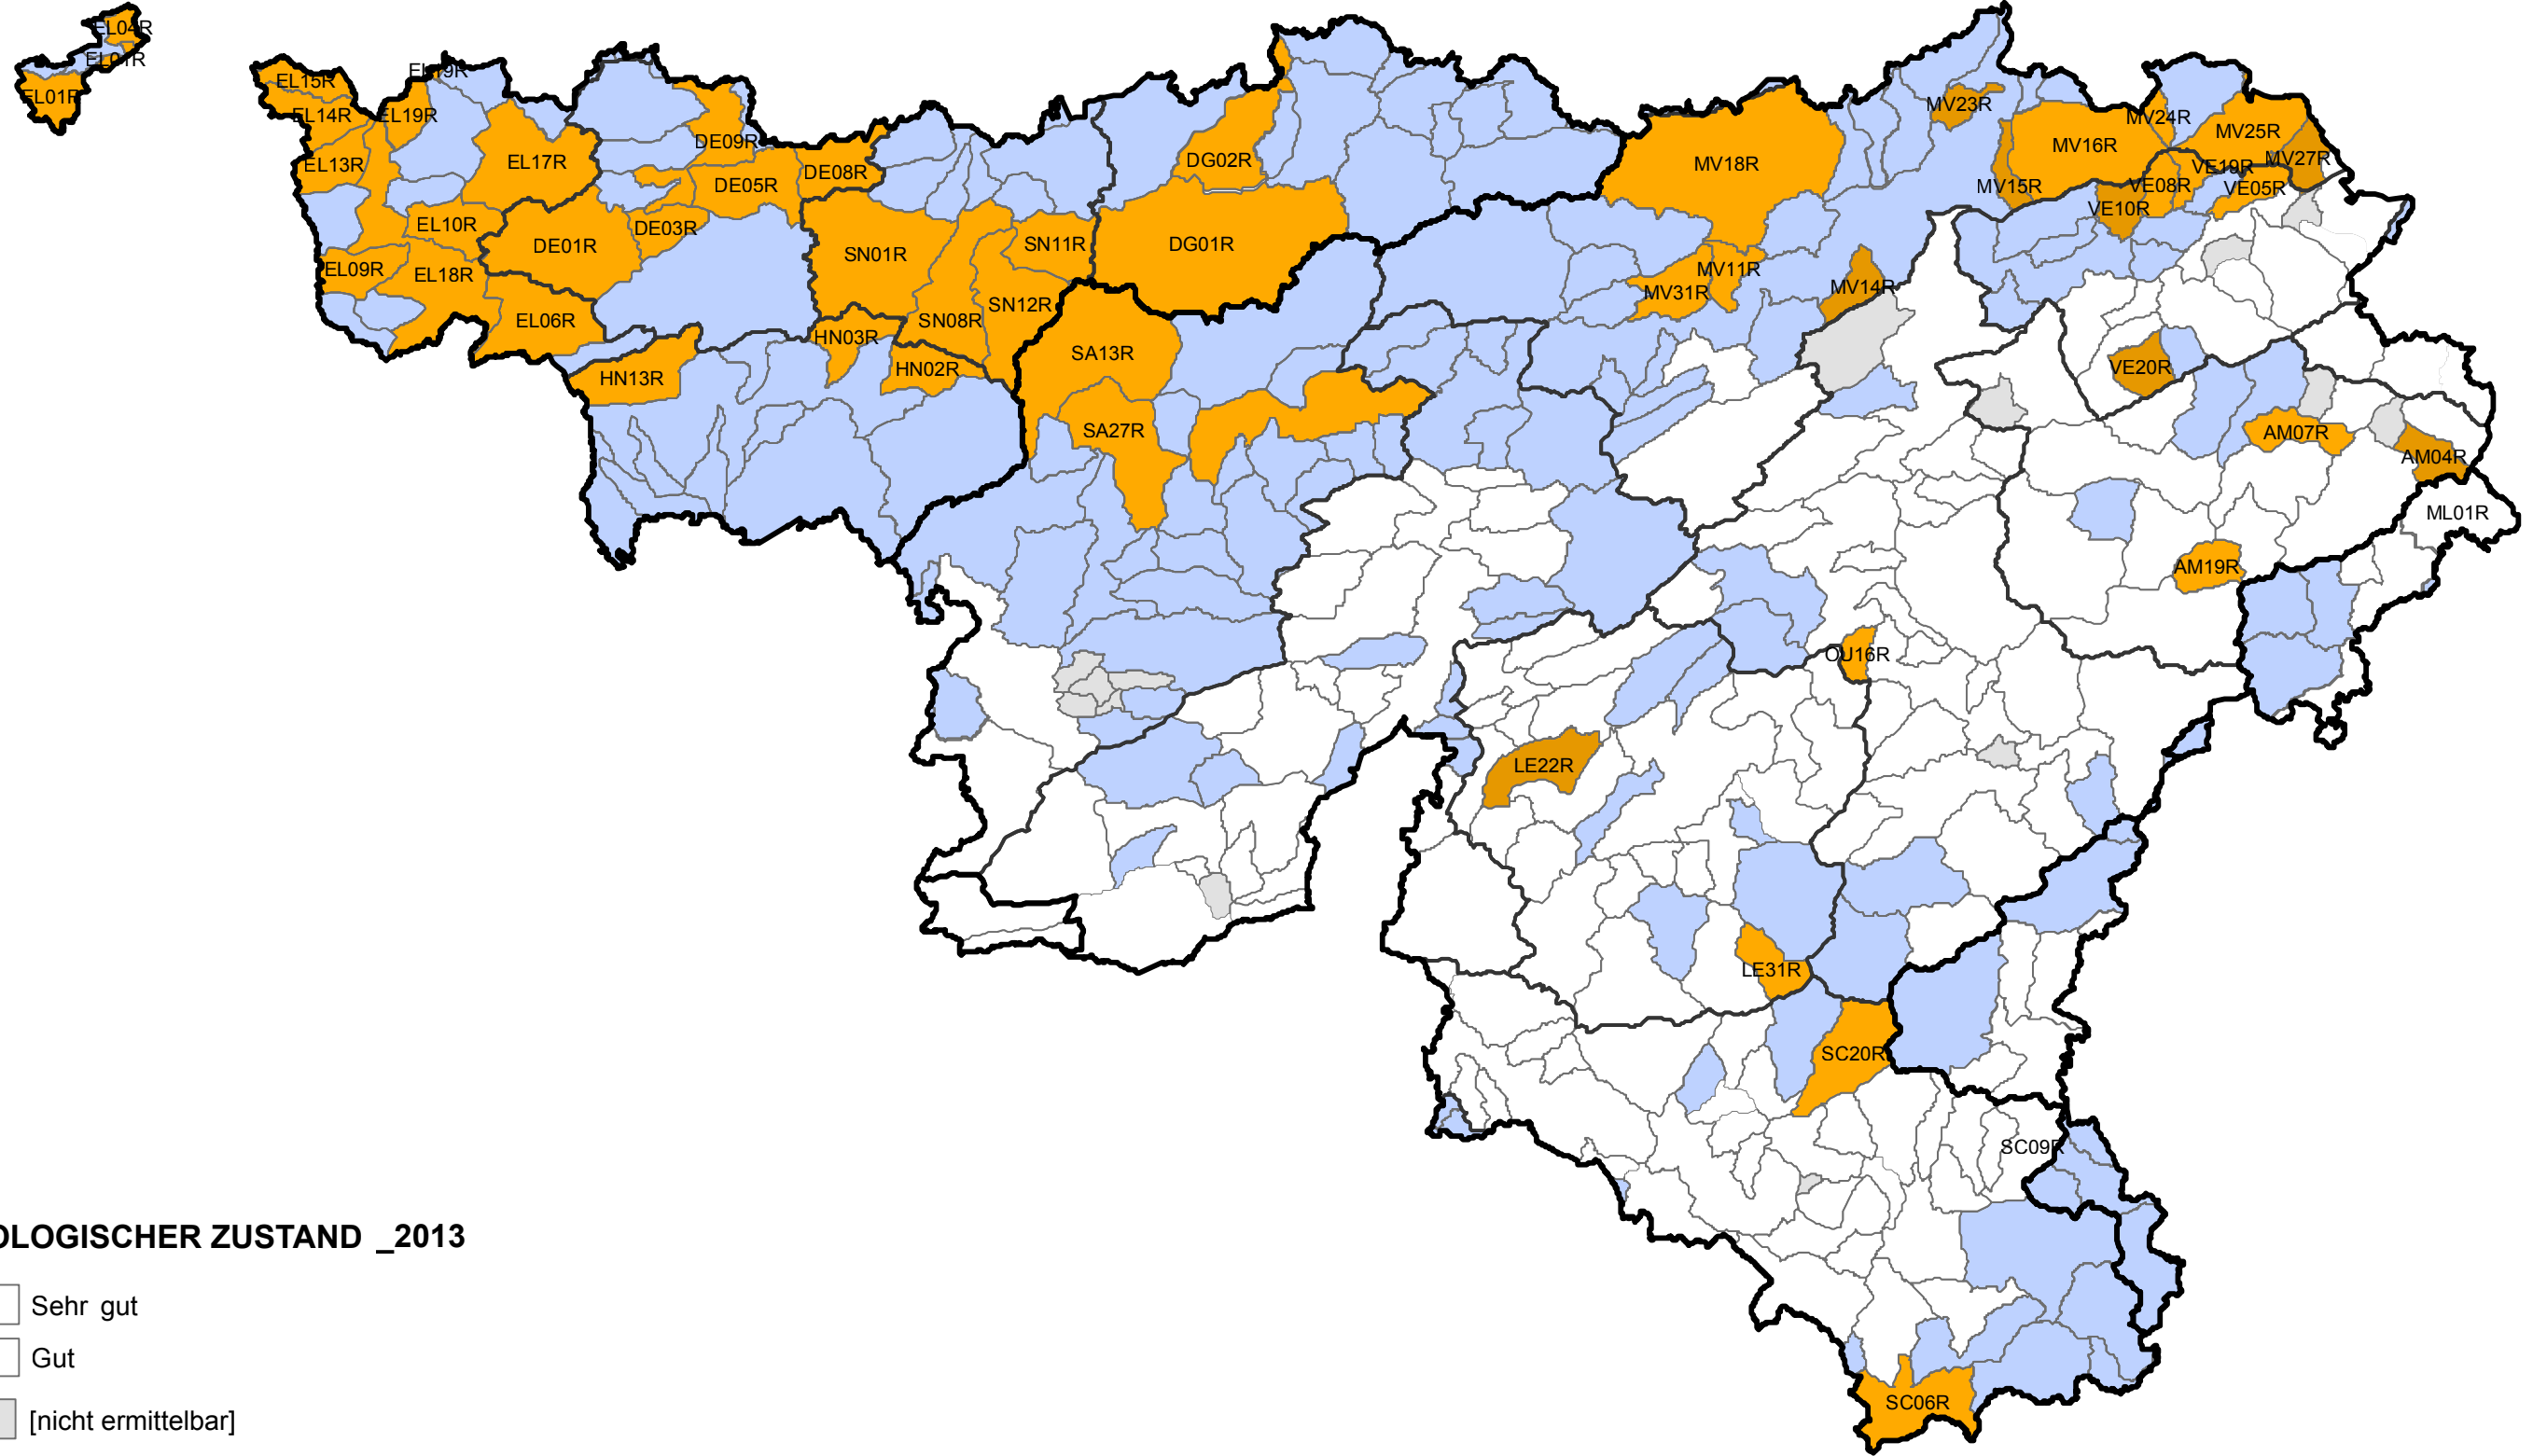 EL04R
EL01R
EL01R
EL15R
EL19R
EL14R
EL19R
EL13R
EL17R
EL10R
EL09R
EL18R
EL06R
DE09R
DE08R
DE05R
DE03R
DE01R
SN01R
SN11R
SN12R
SN08R
HN03R
HN02R
HN13R
DG02R
DG01R
SA13R
SA27R
MV18R
MV23R
MV24R
MV16R
MV25R
MV27R
MV15R
VE19R
VE08R
VE05R
VE10R
MV11R
MV31R
MV14R
VE20R
AM07R
AM04R
ML01R
AM19R
OU16R
LE22R
LE31R
SC20R
SC09R
SC06R
OLOGISCHER ZUSTAND _2013
Sehr gut
Gut
[nicht ermittelbar]